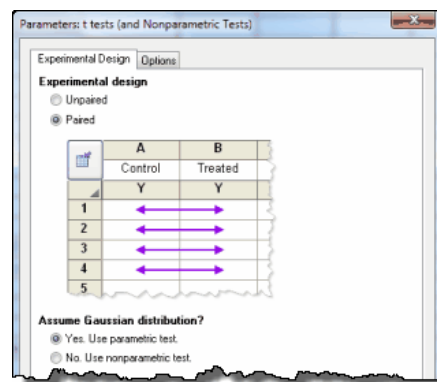 Parameters: t tests (and Nonparametric Tests)
Experimental Design Options
Experimental design
Unpaired
Paired
A B
Control Treated
Y Y
1
2
3
4
5
Assume Gaussian distribution?
Yes. Use parametric test.
No. Use nonparametric test.